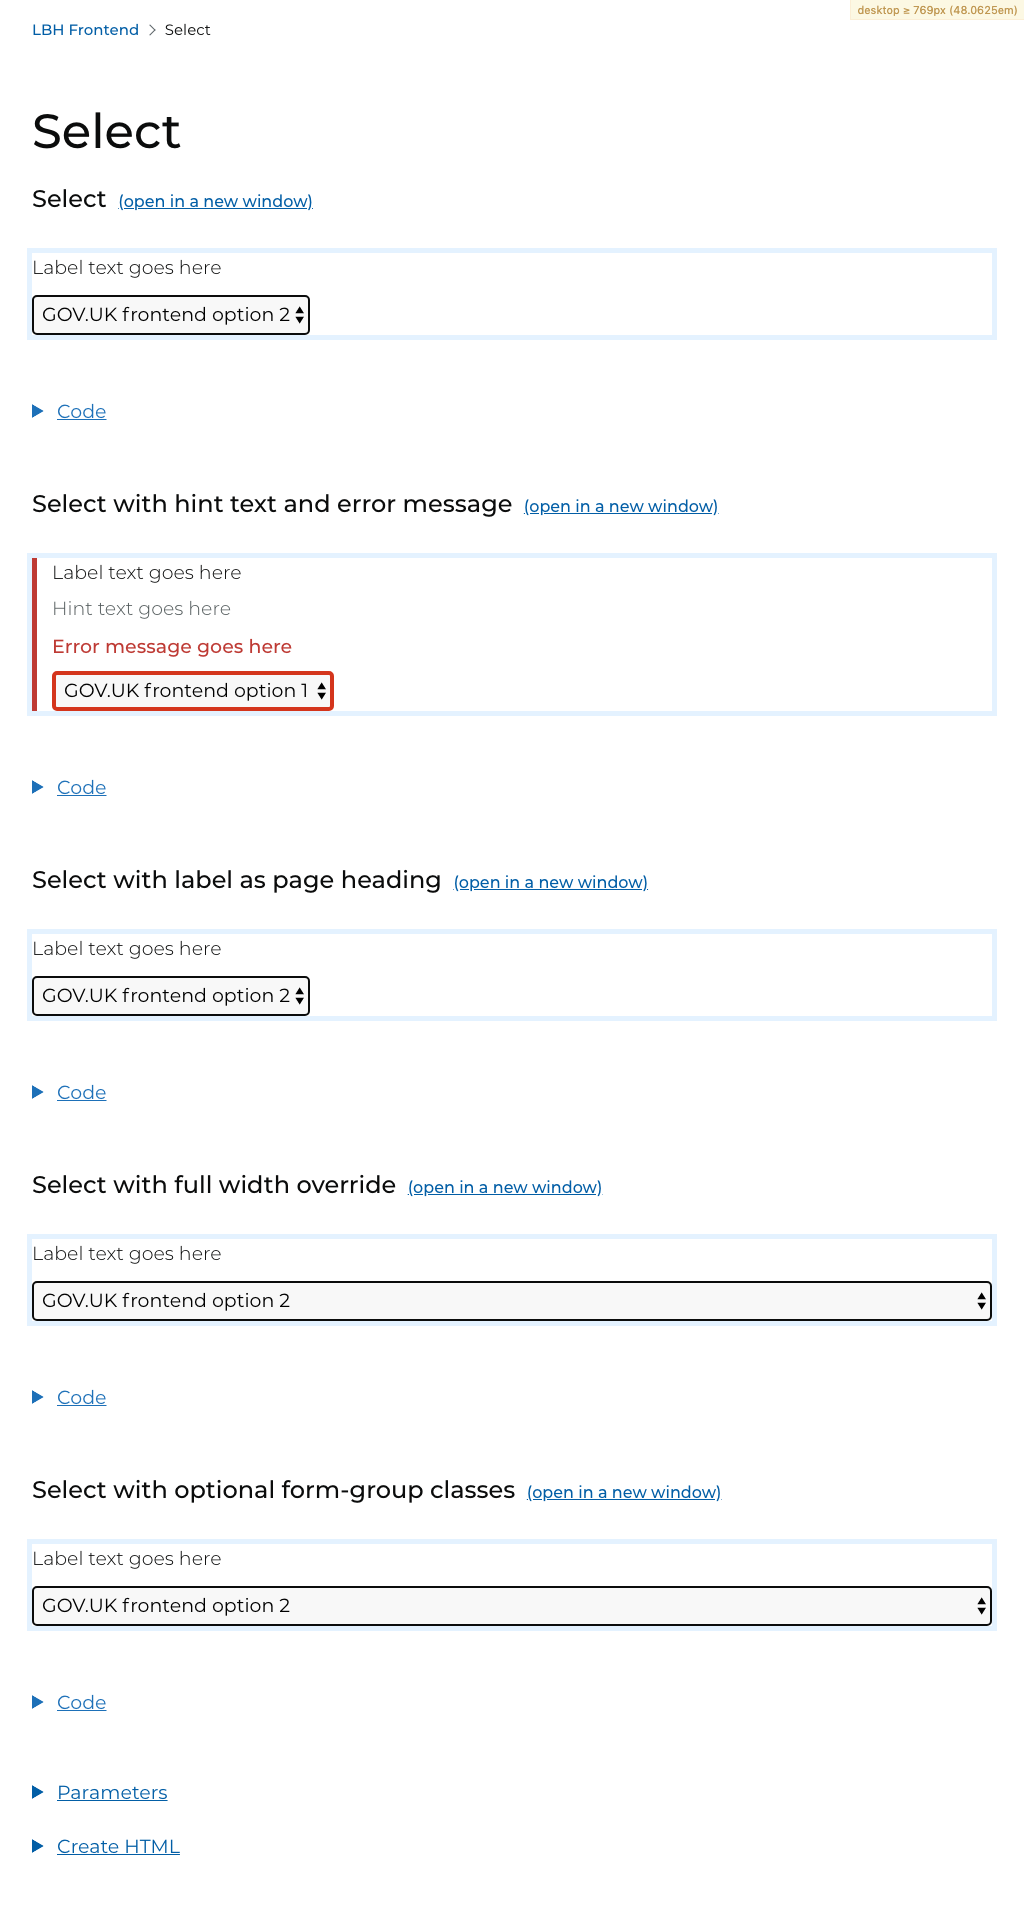 desktop ≥ 769px (48.0625em)
LBH Frontend > Select
Select
Select (open in a new window)
Label text goes here
GOV.UK frontend option 2
Code
Select with hint text and error message (open in a new window)
Label text goes here
Hint text goes here
Error message goes here
GOV.UK frontend option 1
Code
Select with label as page heading (open in a new window)
Label text goes here
GOV.UK frontend option 2
Code
Select with full width override (open in a new window)
Label text goes here
GOV.UK frontend option 2
Code
Select with optional form-group classes (open in a new window)
Label text goes here
GOV.UK frontend option 2
Code
Parameters
Create HTML